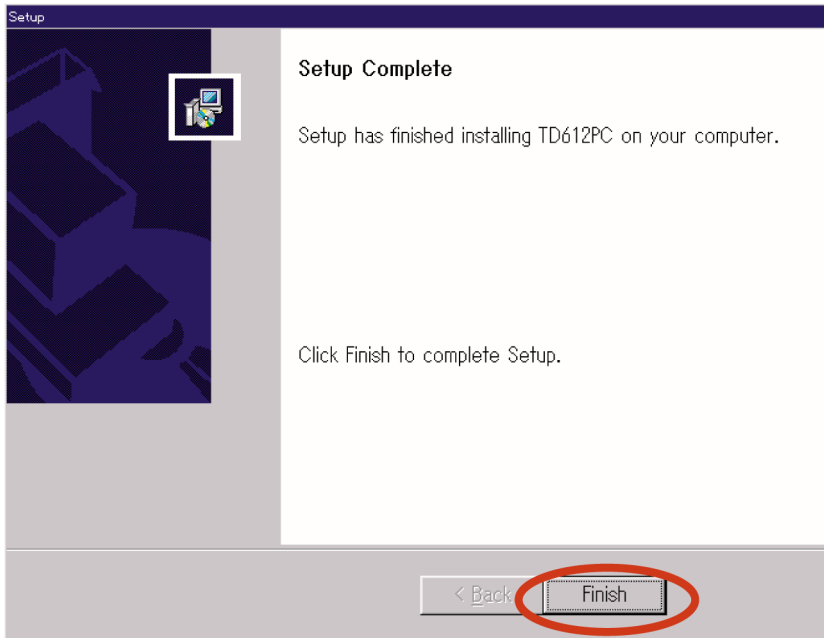 Setup
Setup Complete
Setup has finished installing TD612PC on your computer.
Click Finish to complete Setup.
< Back
Finish